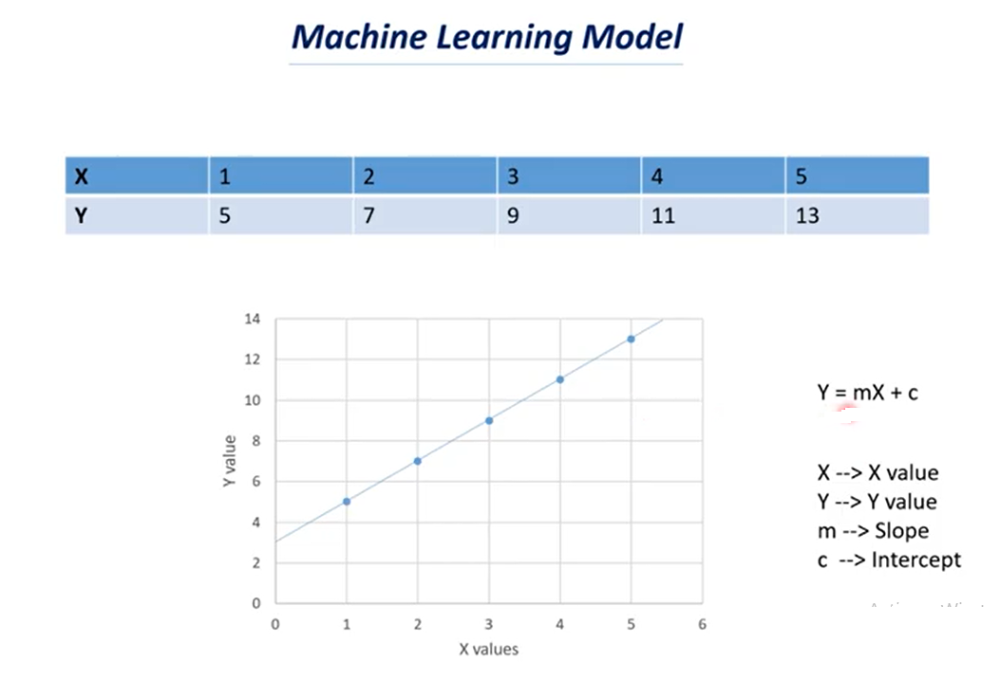 Machine Learning Model
X 1 2 3 4 5
Y 5 7 9 11 13
14
12
10
8
6
4
2
0
Y value
0 1 2 3 4 5 6
X values
Y = mX + c
X --> X value
Y --> Y value
m --> Slope
c --> Intercept